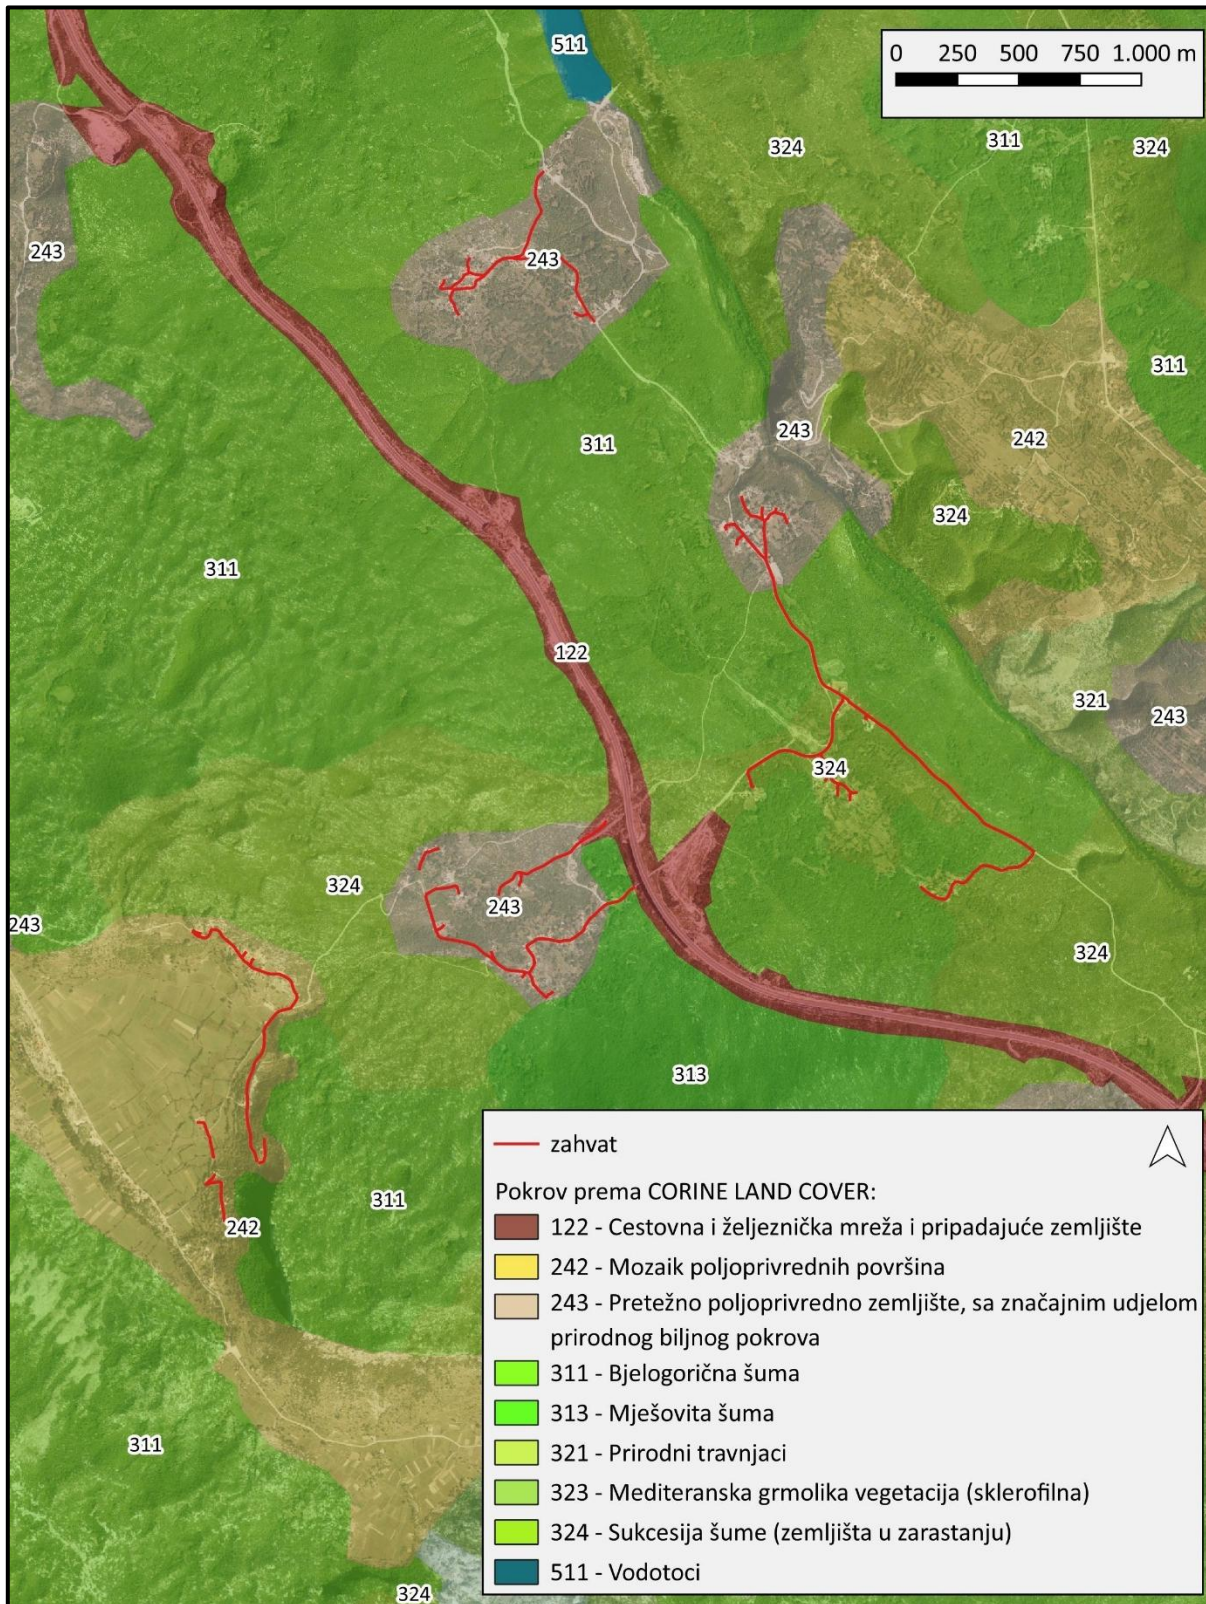 511
0 250 500 750 1.000 m
324
311
324
243
243
311
243
242
311
324
311
122
321
243
324
324
243
243
324
313
311
242
311
324
zahvat
Pokrov prema CORINE LAND COVER:
122 - Cestovna i željeznička mreža i pripadajuće zemljište
242 - Mozaik poljoprivrednih površina
243 - Pretežno poljoprivredno zemljište, sa značajnim udjelom
prirodnog biljnog pokrova
311 - Bjelogorična šuma
313 - Mješovita šuma
321 - Prirodni travnjaci
323 - Mediteranska grmolika vegetacija (sklerofilna)
324 - Sukcesija šume (zemljišta u zarastanju)
511 - Vodotoci